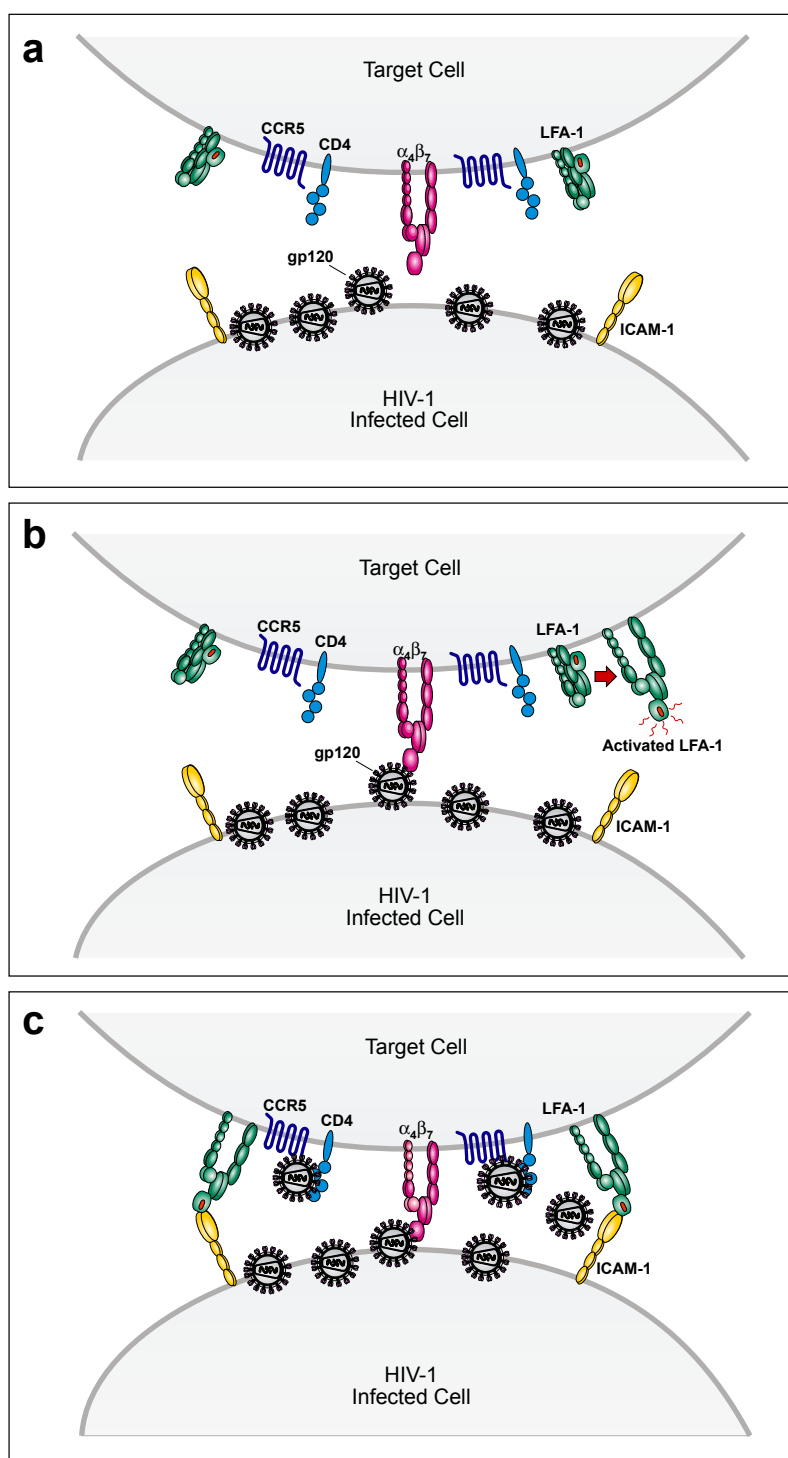 a
Target Cell
CCR5
CD4
α₄β₇
LFA-1
gp120
ICAM-1
HIV-1
Infected Cell
b
Target Cell
CCR5
CD4
α₄β₇
LFA-1
Activated LFA-1
gp120
ICAM-1
HIV-1
Infected Cell
c
Target Cell
CCR5
CD4
α₄β₇
LFA-1
ICAM-1
HIV-1
Infected Cell